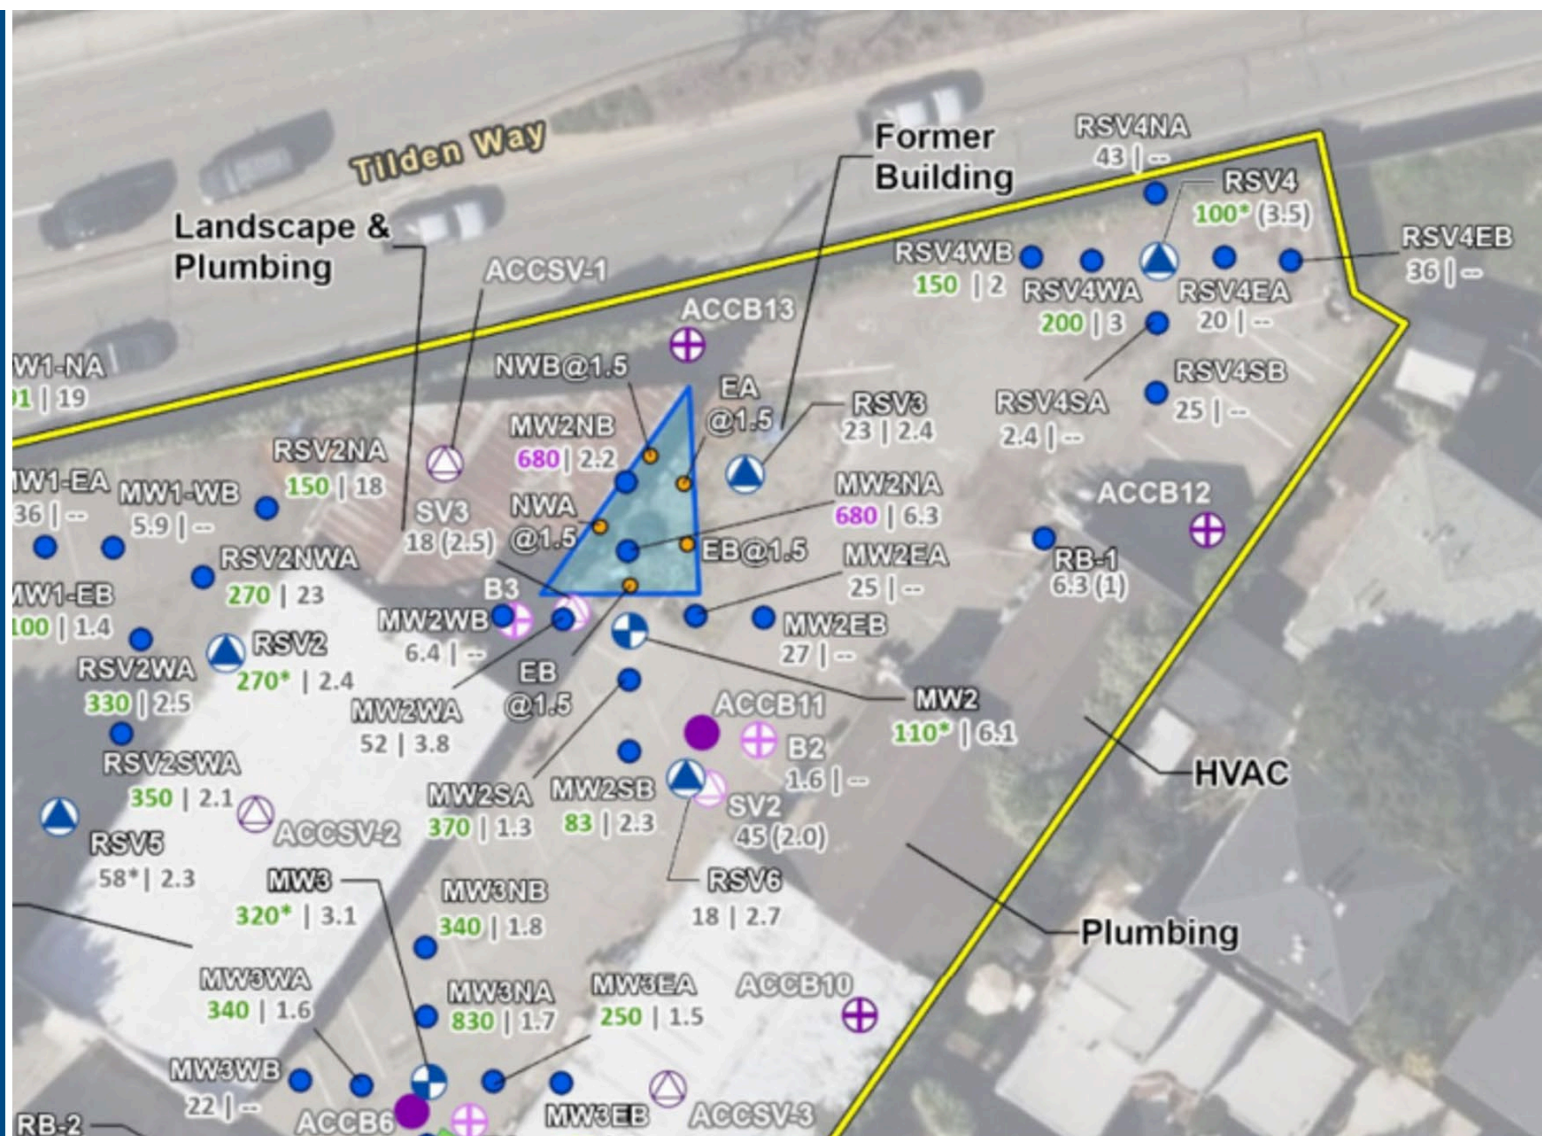 Tilden Way
Former
Building
RSV4NA
43 | --
RSV4
100* (3.5)
Landscape &
Plumbing
ACCSV-1
RSV4WB
150 | 2
RSV4EB
36 | --
RSV4WA
200 | 3
RSV4EA
20 | --
ACCB13
W1-NA
91 | 19
NWB@1.5
EA
@1.5
RSV4SB
25 | --
RSV4SA
2.4 | --
RSV3
23 | 2.4
MW2NB
680 | 2.2
RSV2NA
150 | 18
MW1-EA
36 | --
MW1-WB
5.9 | --
SV3
18 (2.5)
NWA
@1.5
MW2NA
680 | 6.3
ACCB12
EB@1.5
MW2EA
25 | --
RB-1
6.3 (1)
RSV2NWA
270 | 23
MW1-EB
100 | 1.4
B3
MW2WB
6.4 | --
MW2EB
27 | --
RSV2
270* | 2.4
RSV2WA
330 | 2.5
EB
@1.5
MW2WA
52 | 3.8
ACCB11
MW2
110* | 6.1
B2
1.6 | --
RSV2SWA
350 | 2.1
HVAC
MW2SA
370 | 1.3
MW2SB
83 | 2.3
SV2
45 (2.0)
ACCSV-2
RSV5
58* | 2.3
MW3
320* | 3.1
MW3NB
340 | 1.8
RSV6
18 | 2.7
Plumbing
MW3WA
340 | 1.6
MW3NA
830 | 1.7
MW3EA
250 | 1.5
ACCB10
MW3WB
22 | --
ACCB6
MW3EB
ACCSV-3
RB-2